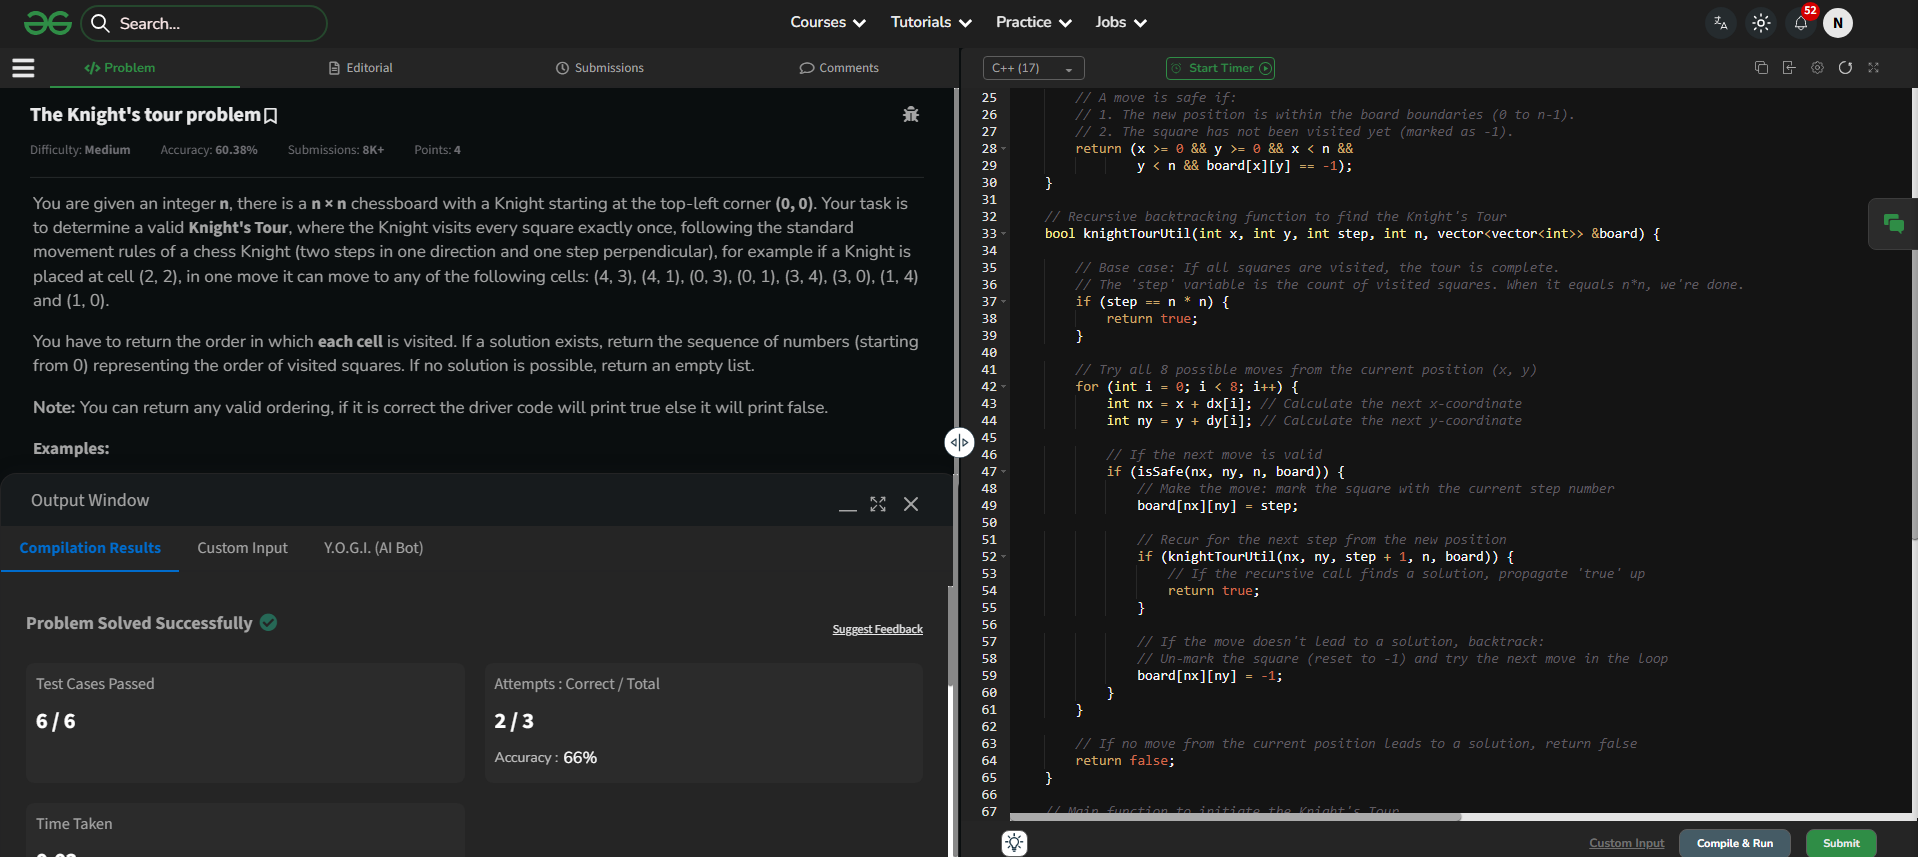 Search...
Courses
Tutorials
Practice
Jobs
52
N
Problem
Editorial
Submissions
Comments
The Knight's tour problem
Difficulty: Medium
Accuracy: 60.38%
Submissions: 8K+
Points: 4
You are given an integer n, there is a n × n chessboard with a Knight starting at the top-left corner (0, 0). Your task is
to determine a valid Knight's Tour, where the Knight visits every square exactly once, following the standard
movement rules of a chess Knight (two steps in one direction and one step perpendicular), for example if a Knight is
placed at cell (2, 2), in one move it can move to any of the following cells: (4, 3), (4, 1), (0, 3), (0, 1), (3, 4), (3, 0), (1, 4)
and (1, 0).
You have to return the order in which each cell is visited. If a solution exists, return the sequence of numbers (starting
from 0) representing the order of visited squares. If no solution is possible, return an empty list.
Note: You can return any valid ordering, if it is correct the driver code will print true else it will print false.
Examples:
Output Window
Compilation Results
Custom Input
Y.O.G.I. (AI Bot)
Problem Solved Successfully
Suggest Feedback
Test Cases Passed
6 / 6
Attempts : Correct / Total
2 / 3
Accuracy : 66%
Time Taken
C++ (17)
Start Timer
25 // A move is safe if:
26 // 1. The new position is within the board boundaries (0 to n-1).
27 // 2. The square has not been visited yet (marked as -1).
28 return (x >= 0 && y >= 0 && x < n &&
29 y < n && board[x][y] == -1);
30 }
31
32 // Recursive backtracking function to find the Knight's Tour
33 bool knightTourUtil(int x, int y, int step, int n, vector<vector<int>> &board) {
34
35 // Base case: If all squares are visited, the tour is complete.
36 // The 'step' variable is the count of visited squares. When it equals n*n, we're done.
37 if (step == n * n) {
38 return true;
39 }
40
41 // Try all 8 possible moves from the current position (x, y)
42 for (int i = 0; i < 8; i++) {
43 int nx = x + dx[i]; // Calculate the next x-coordinate
44 int ny = y + dy[i]; // Calculate the next y-coordinate
45
46 // If the next move is valid
47 if (isSafe(nx, ny, n, board)) {
48 // Make the move: mark the square with the current step number
49 board[nx][ny] = step;
50
51 // Recur for the next step from the new position
52 if (knightTourUtil(nx, ny, step + 1, n, board)) {
53 // If the recursive call finds a solution, propagate 'true' up
54 return true;
55 }
56
57 // If the move doesn't lead to a solution, backtrack:
58 // Un-mark the square (reset to -1) and try the next move in the loop
59 board[nx][ny] = -1;
60 }
61 }
62
63 // If no move from the current position leads to a solution, return false
64 return false;
65 }
66
67 // Main function to initiate the Knight's Tour
Custom Input
Compile & Run
Submit